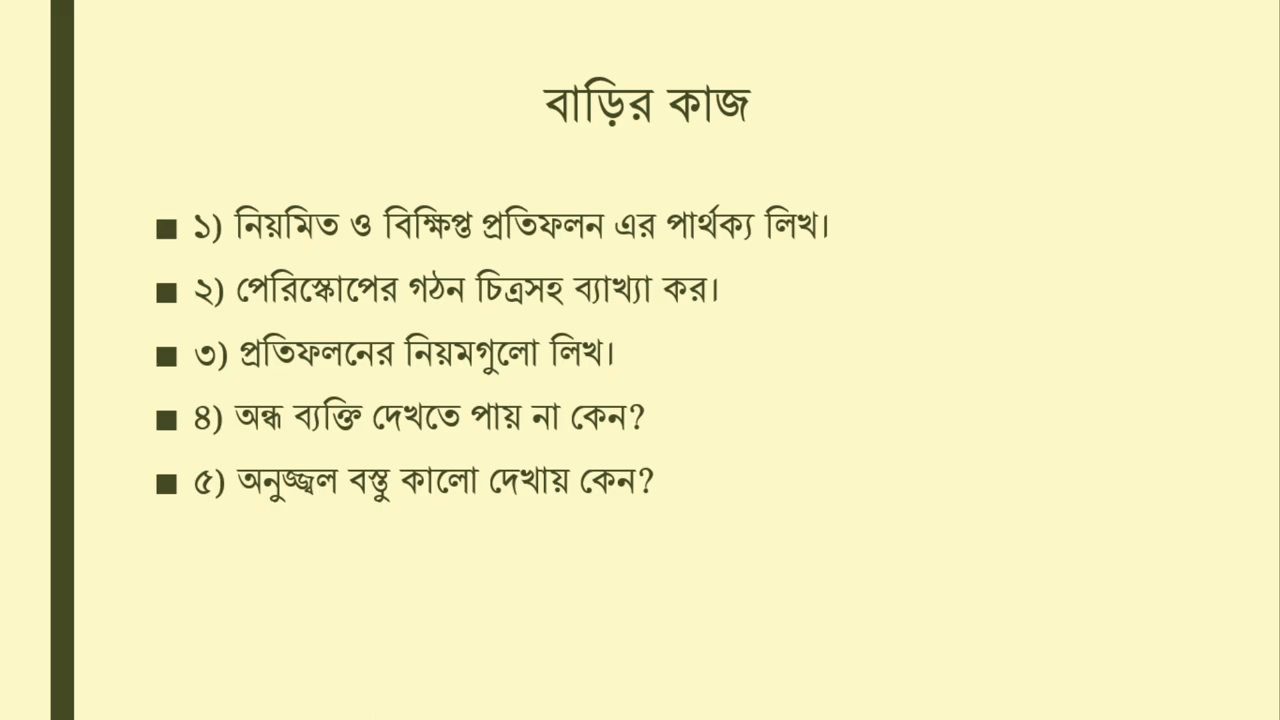 বাড়ির কাজ
■ ১) নিয়মিত ও বিক্ষিপ্ত প্রতিফলন এর পার্থক্য লিখ।
■ ২) পেরিস্কোপের গঠন চিত্রসহ ব্যাখ্যা কর।
■ ৩) প্রতিফলনের নিয়মগুলো লিখ।
■ ৪) অন্ধ ব্যক্তি দেখতে পায় না কেন?
■ ৫) অনুজ্জ্বল বস্তু কালো দেখায় কেন?